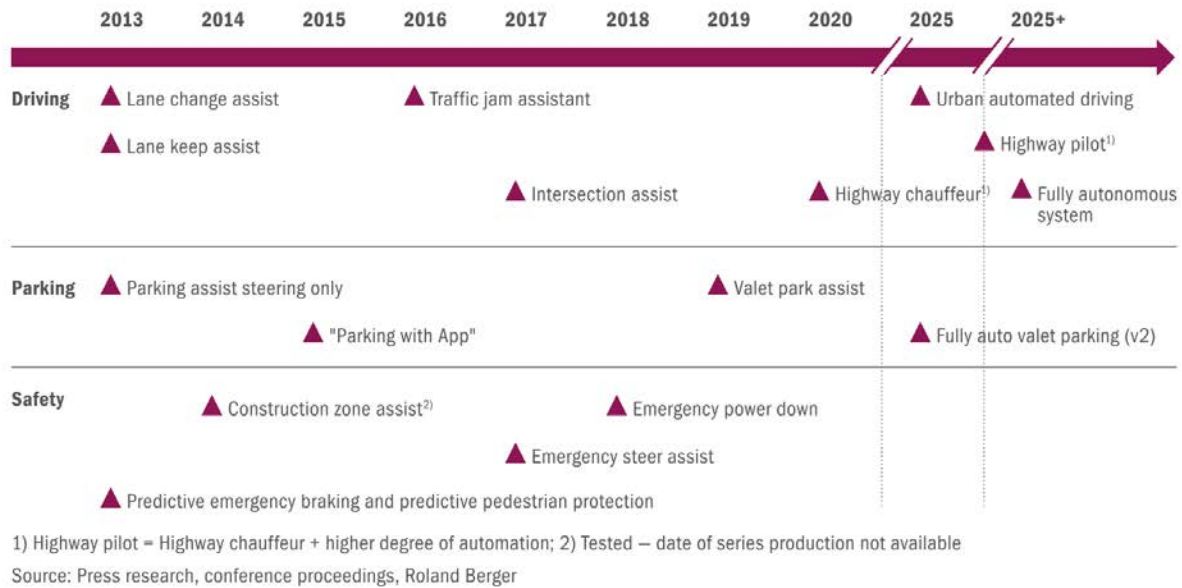 2013 2014 2015 2016 2017 2018 2019 2020 2025 2025+
Driving Lane change assist Traffic jam assistant Urban automated driving
Lane keep assist Highway pilot1)
Intersection assist Highway chauffeur1) Fully autonomous
system
Parking Parking assist steering only Valet park assist
"Parking with App" Fully auto valet parking (v2)
Safety
Construction zone assist2) Emergency power down
Emergency steer assist
Predictive emergency braking and predictive pedestrian protection
1) Highway pilot = Highway chauffeur + higher degree of automation; 2) Tested – date of series production not available
Source: Press research, conference proceedings, Roland Berger